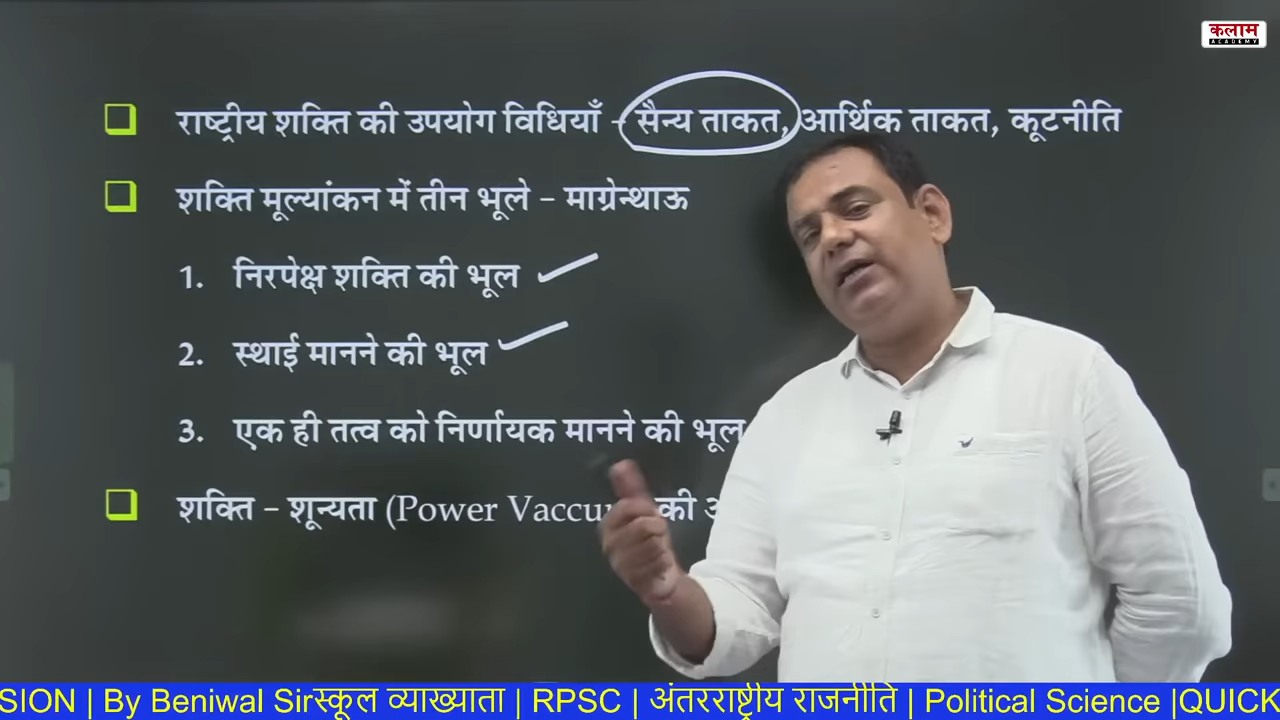 कलाम
ACADEMY
राष्ट्रीय शक्ति की उपयोग विधियाँ - सैन्य ताकत, आर्थिक ताकत, कूटनीति
शक्ति मूल्यांकन में तीन भूले - माग्रेन्थाऊ
1. निरपेक्ष शक्ति की भूल
2. स्थाई मानने की भूल
3. एक ही तत्व को निर्णायक मानने की भूल
शक्ति - शून्यता (Power की
SION | By Beniwal Sirस्कूल व्याख्याता | RPSC | अंतरराष्ट्रीय राजनीति | Political Science |QUICK